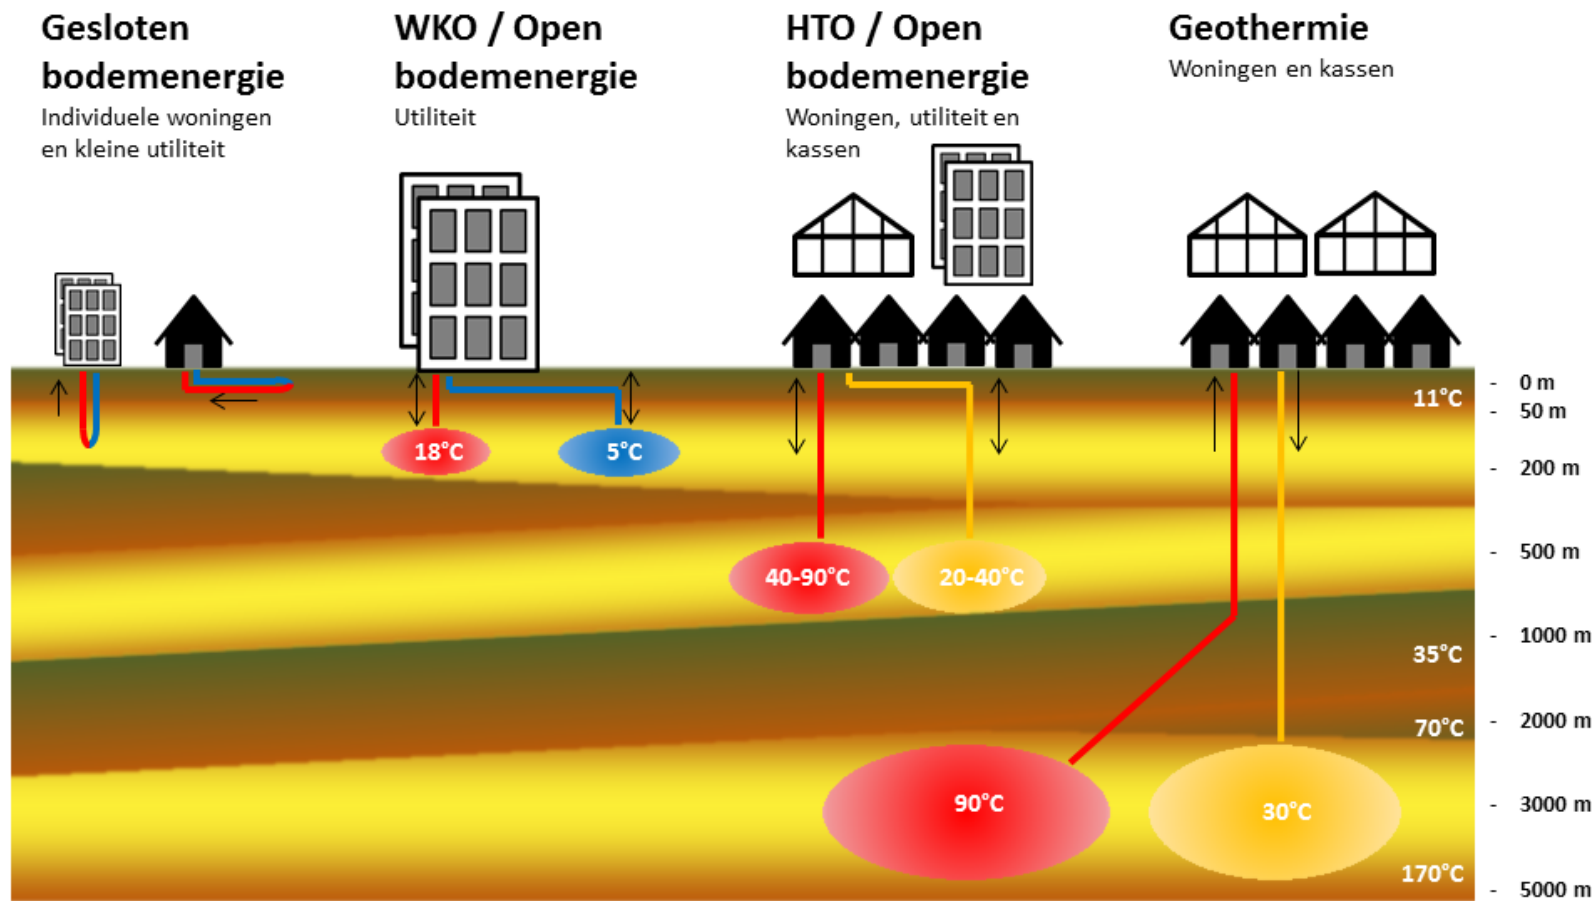 Gesloten
bodemenergie
Individuele woningen
en kleine utiliteit
WKO / Open
bodemenergie
Utiliteit
HTO / Open
bodemenergie
Woningen, utiliteit en
kassen
Geothermie
Woningen en kassen
18°C
5°C
40-90°C
20-40°C
90°C
30°C
11°C
35°C
70°C
170°C
- 0 m
- 50 m
- 200 m
- 500 m
- 1000 m
- 2000 m
- 3000 m
- 5000 m